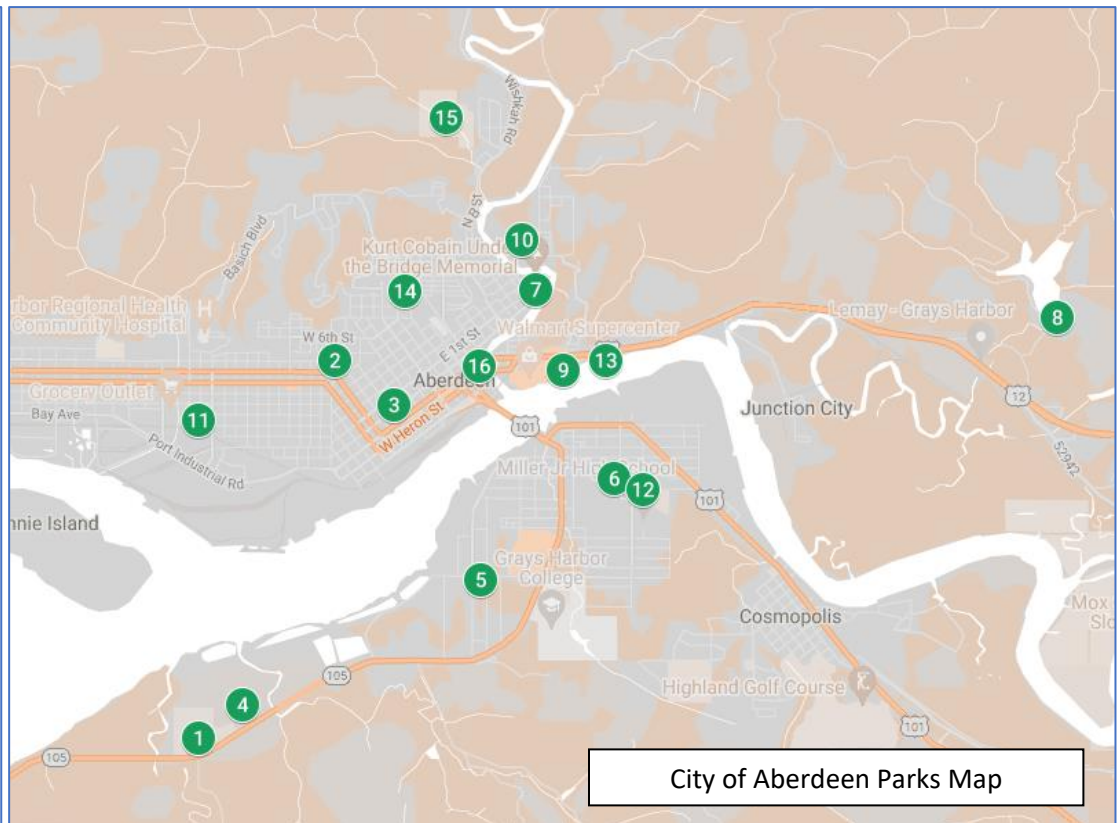 15
Wishkah Rd
N B St
Basich Blvd
10
Kurt Cobain Under
the Bridge Memorial
7
14
8
rbor Regional Health
Community Hospital
Lemay - Grays Harbor
W 6th St
E 1st St
Walmart Supercenter
2
16
9
13
Aberdeen
Grocery Outlet
12
3
Junction City
Bay Ave
11
W Heron St
101
Port Industrial Rd
52942
Miller Jr High School
6
12
101
nnie Island
Grays Harbor
College
5
Mox
Slo
Cosmopolis
105
Highland Golf Course
4
1
101
105
City of Aberdeen Parks Map